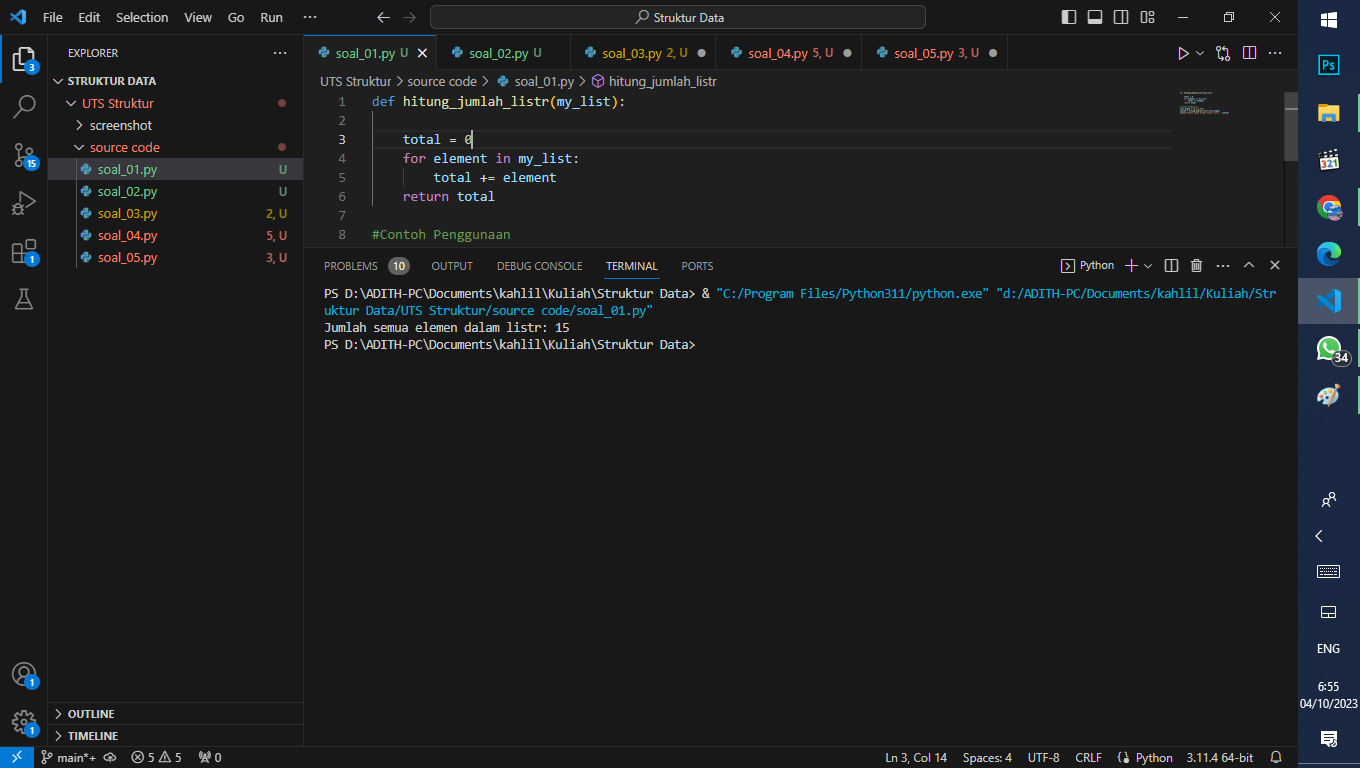 File Edit Selection View Go Run ··· Struktur Data
EXPLORER ···
STRUKTUR DATA
UTS Struktur
screenshot
source code
soal_01.py U
soal_02.py U
soal_03.py 2, U
soal_04.py 5, U
soal_05.py 3, U
OUTLINE
TIMELINE
3
15
1
1
1
soal_01.py U soal_02.py U soal_03.py 2, U soal_04.py 5, U soal_05.py 3, U
UTS Struktur > source code > soal_01.py > hitung_jumlah_listr
1 def hitung_jumlah_listr(my_list):
2
3 total = 0
4 for element in my_list:
5 total += element
6 return total
7
8 #Contoh Penggunaan
PROBLEMS 10 OUTPUT DEBUG CONSOLE TERMINAL PORTS Python
PS D:\ADITH-PC\Documents\kahlil\Kuliah\Struktur Data> & "C:/Program Files/Python311/python.exe" "d:/ADITH-PC/Documents/kahlil/Kuliah/Str
uktur Data/UTS Struktur/source code/soal_01.py"
Jumlah semua elemen dalam listr: 15
PS D:\ADITH-PC\Documents\kahlil\Kuliah\Struktur Data>
main*+ 5 5 0 Ln 3, Col 14 Spaces: 4 UTF-8 CRLF Python 3.11.4 64-bit
Ps
321
34
ENG
6:55
04/10/2023